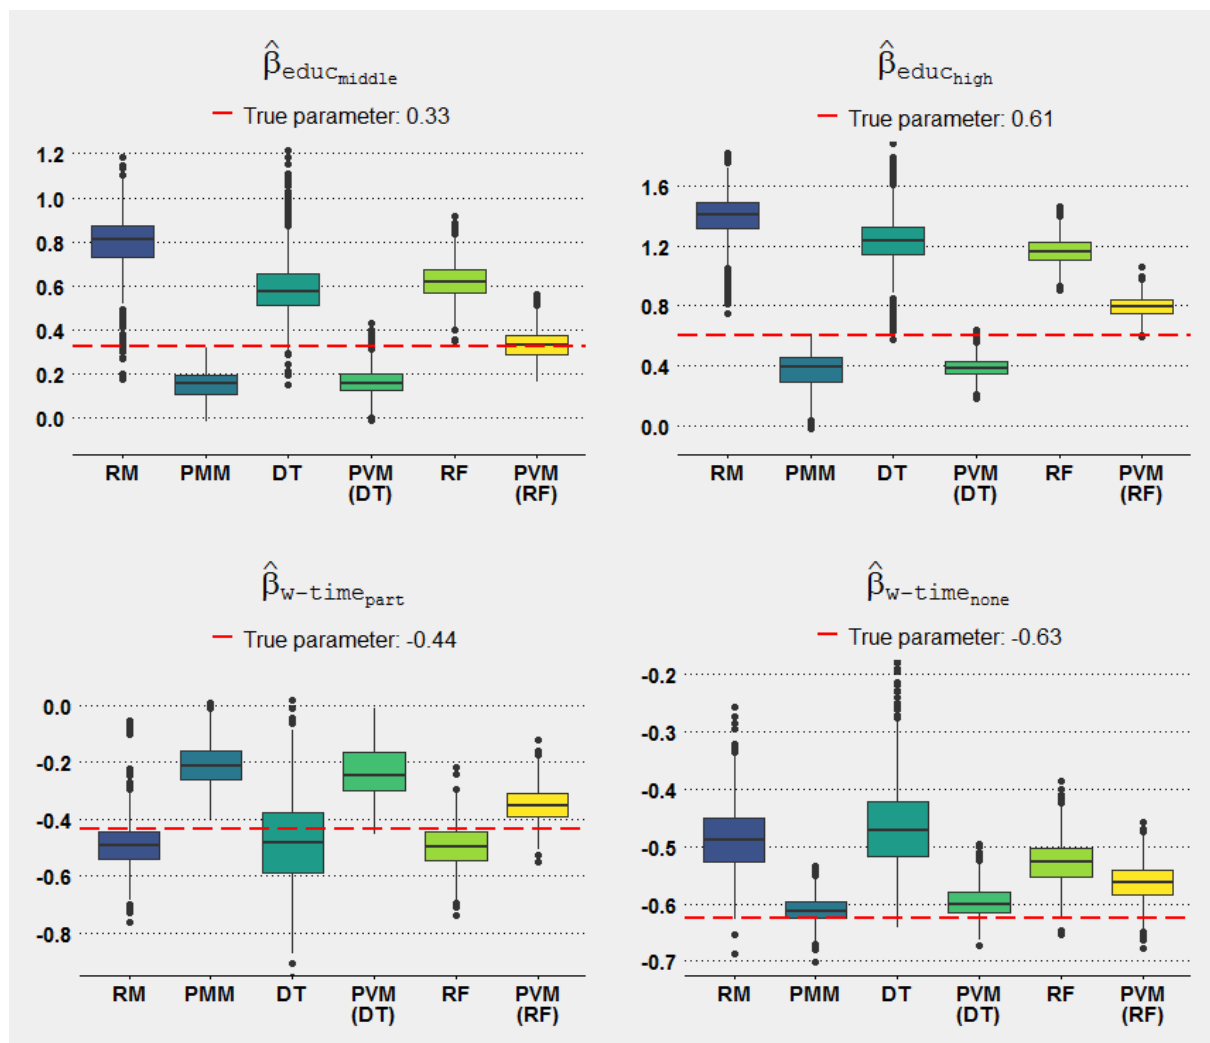 β̂educmiddle
True parameter: 0.33
1.2
1.0
0.8
0.6
0.4
0.2
0.0
RM PMM DT PVM (DT) RF PVM (RF)
β̂educhigh
True parameter: 0.61
1.6
1.2
0.8
0.4
0.0
RM PMM DT PVM (DT) RF PVM (RF)
β̂w-timepart
True parameter: -0.44
0.0
-0.2
-0.4
-0.6
-0.8
RM PMM DT PVM (DT) RF PVM (RF)
β̂w-timenone
True parameter: -0.63
-0.2
-0.3
-0.4
-0.5
-0.6
-0.7
RM PMM DT PVM (DT) RF PVM (RF)